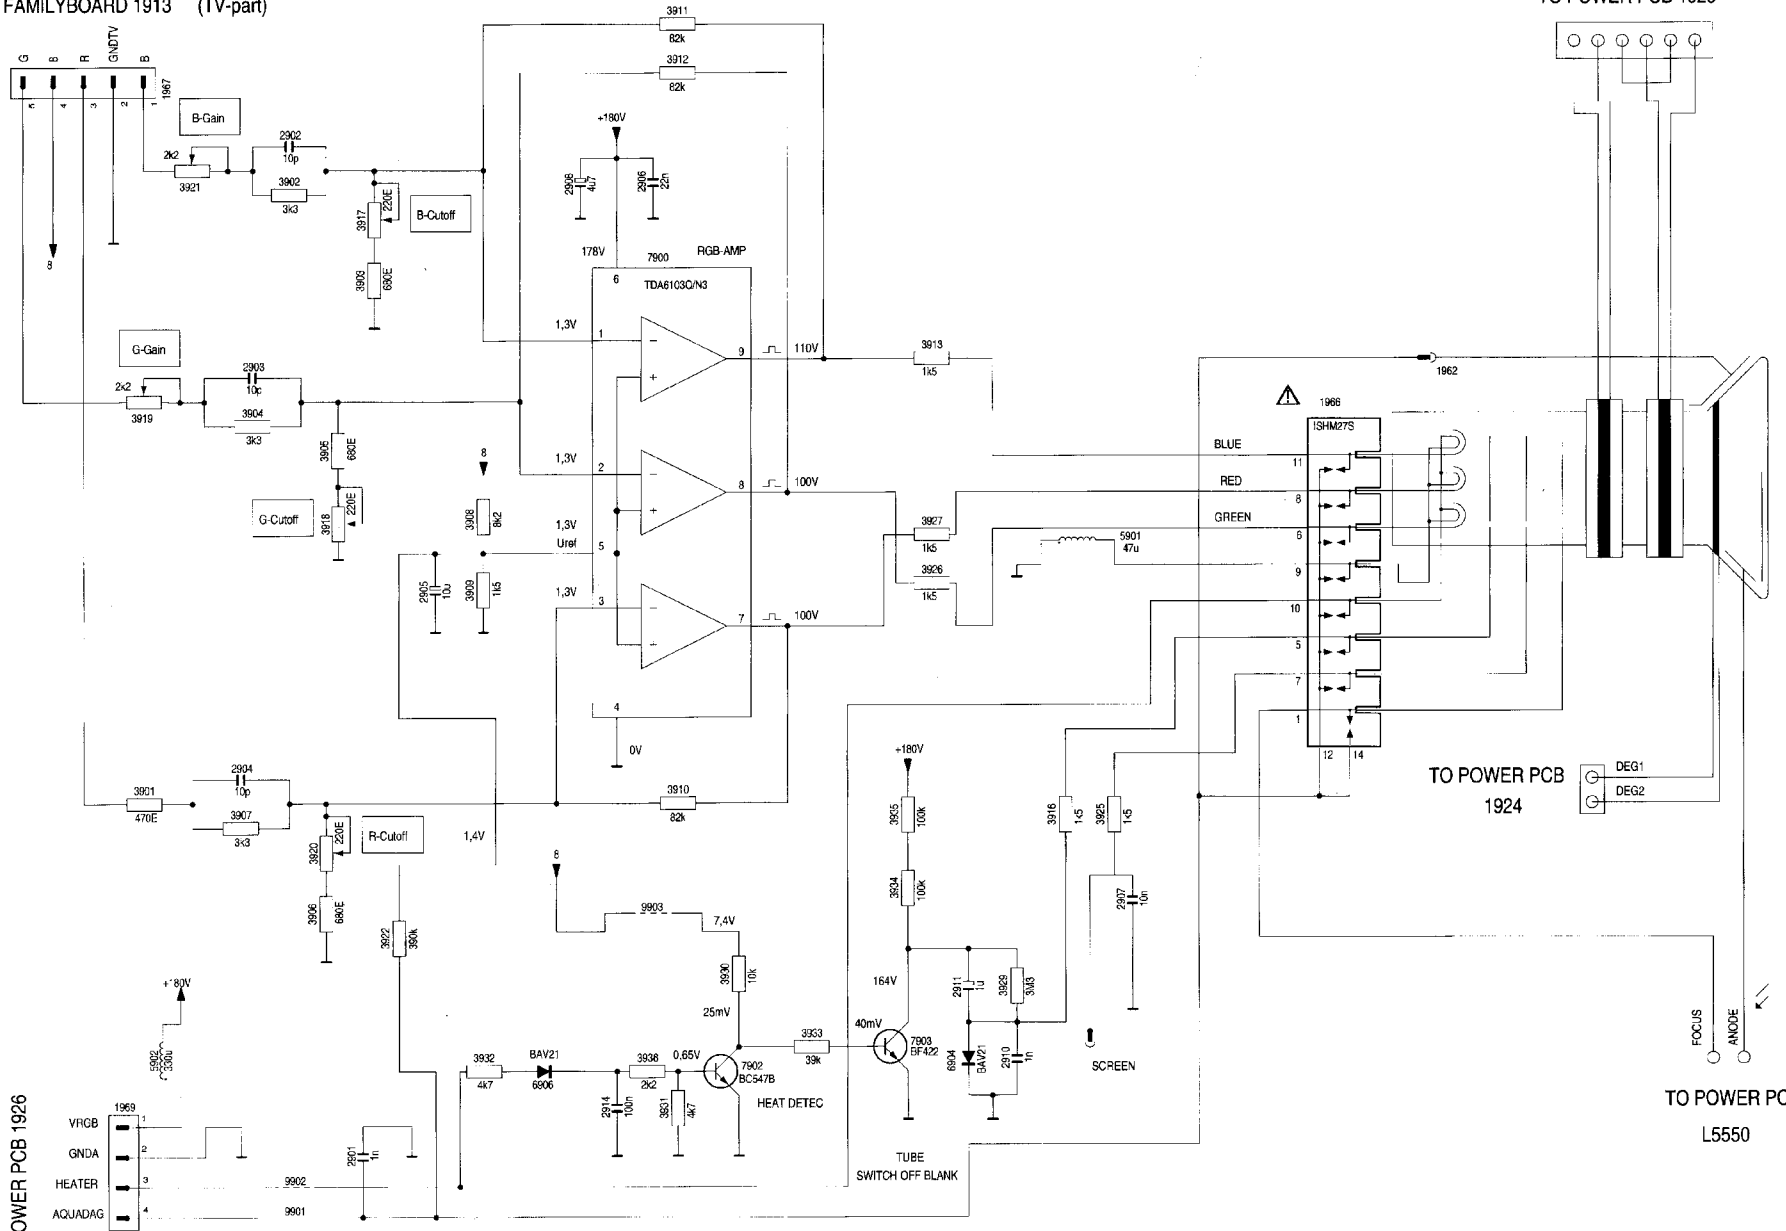 FAMILYBOARD 1913 (TV-part)
G
8
R
GNDTV
B
1967
5
4
3
2
1
8
B-Gain
2k2
3921
2902
10p
3902
3k3
3917
220E
B-Cutoff
3903
680E
3911
82k
3912
82k
+180V
2908
4u7
2906
22n
178V
7900
RGB-AMP
6
TDA6103Q/N3
1,3V
1
9
110V
1,3V
2
8
100V
1,3V
Uref
5
1,3V
3
7
100V
4
0V
G-Gain
2k2
3919
2903
10p
3904
3k3
3905
680E
G-Cutoff
3918
220E
8
3908
8k2
2905
10u
3909
1k5
3913
1k5
3927
1k5
3926
1k5
BLUE
RED
GREEN
5901
47u
1966
ISHM27S
11
8
6
9
10
5
7
1
12
14
1962
TO POWER PCB
1924
DEG1
DEG2
3901
470E
2904
10p
3907
3k3
3920
220E
R-Cutoff
3906
680E
3910
82k
1,4V
3922
390k
8
9903
7,4V
3930
10k
25mV
+180V
3935
100k
3934
100k
164V
40mV
2911
1u
3929
3M3
3916
1k5
3925
1k5
2907
10n
3932
4k7
BAV21
6906
3936
2k2
0,65V
2914
100n
3931
4k7
7902
BC547B
HEAT DETEC
3933
39k
7903
BF422
6904
BAV21
2910
1n
SCREEN
TUBE
SWITCH OFF BLANK
FOCUS
ANODE
L5550
+180V
5902
330u
OWER PCB 1926
1969
VRGB
1
GNDA
2
HEATER
3
AQUADAG
4
2901
1n
9902
9901